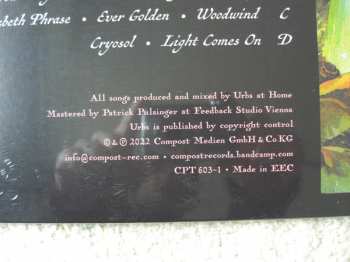 beth Phrase • Ever Golden • Woodwind C
Cryosol • Light Comes On D
All songs produced and mixed by Urbs at Home
Mastered by Patrick Pulsinger at Feedback Studio Vienna
Urbs is published by copyright control
©&℗ 2022 Compost Medien GmbH & Co KG
info@compost-rec.com • compostrecords.bandcamp.com
CPT 603-1 • Made in EEC